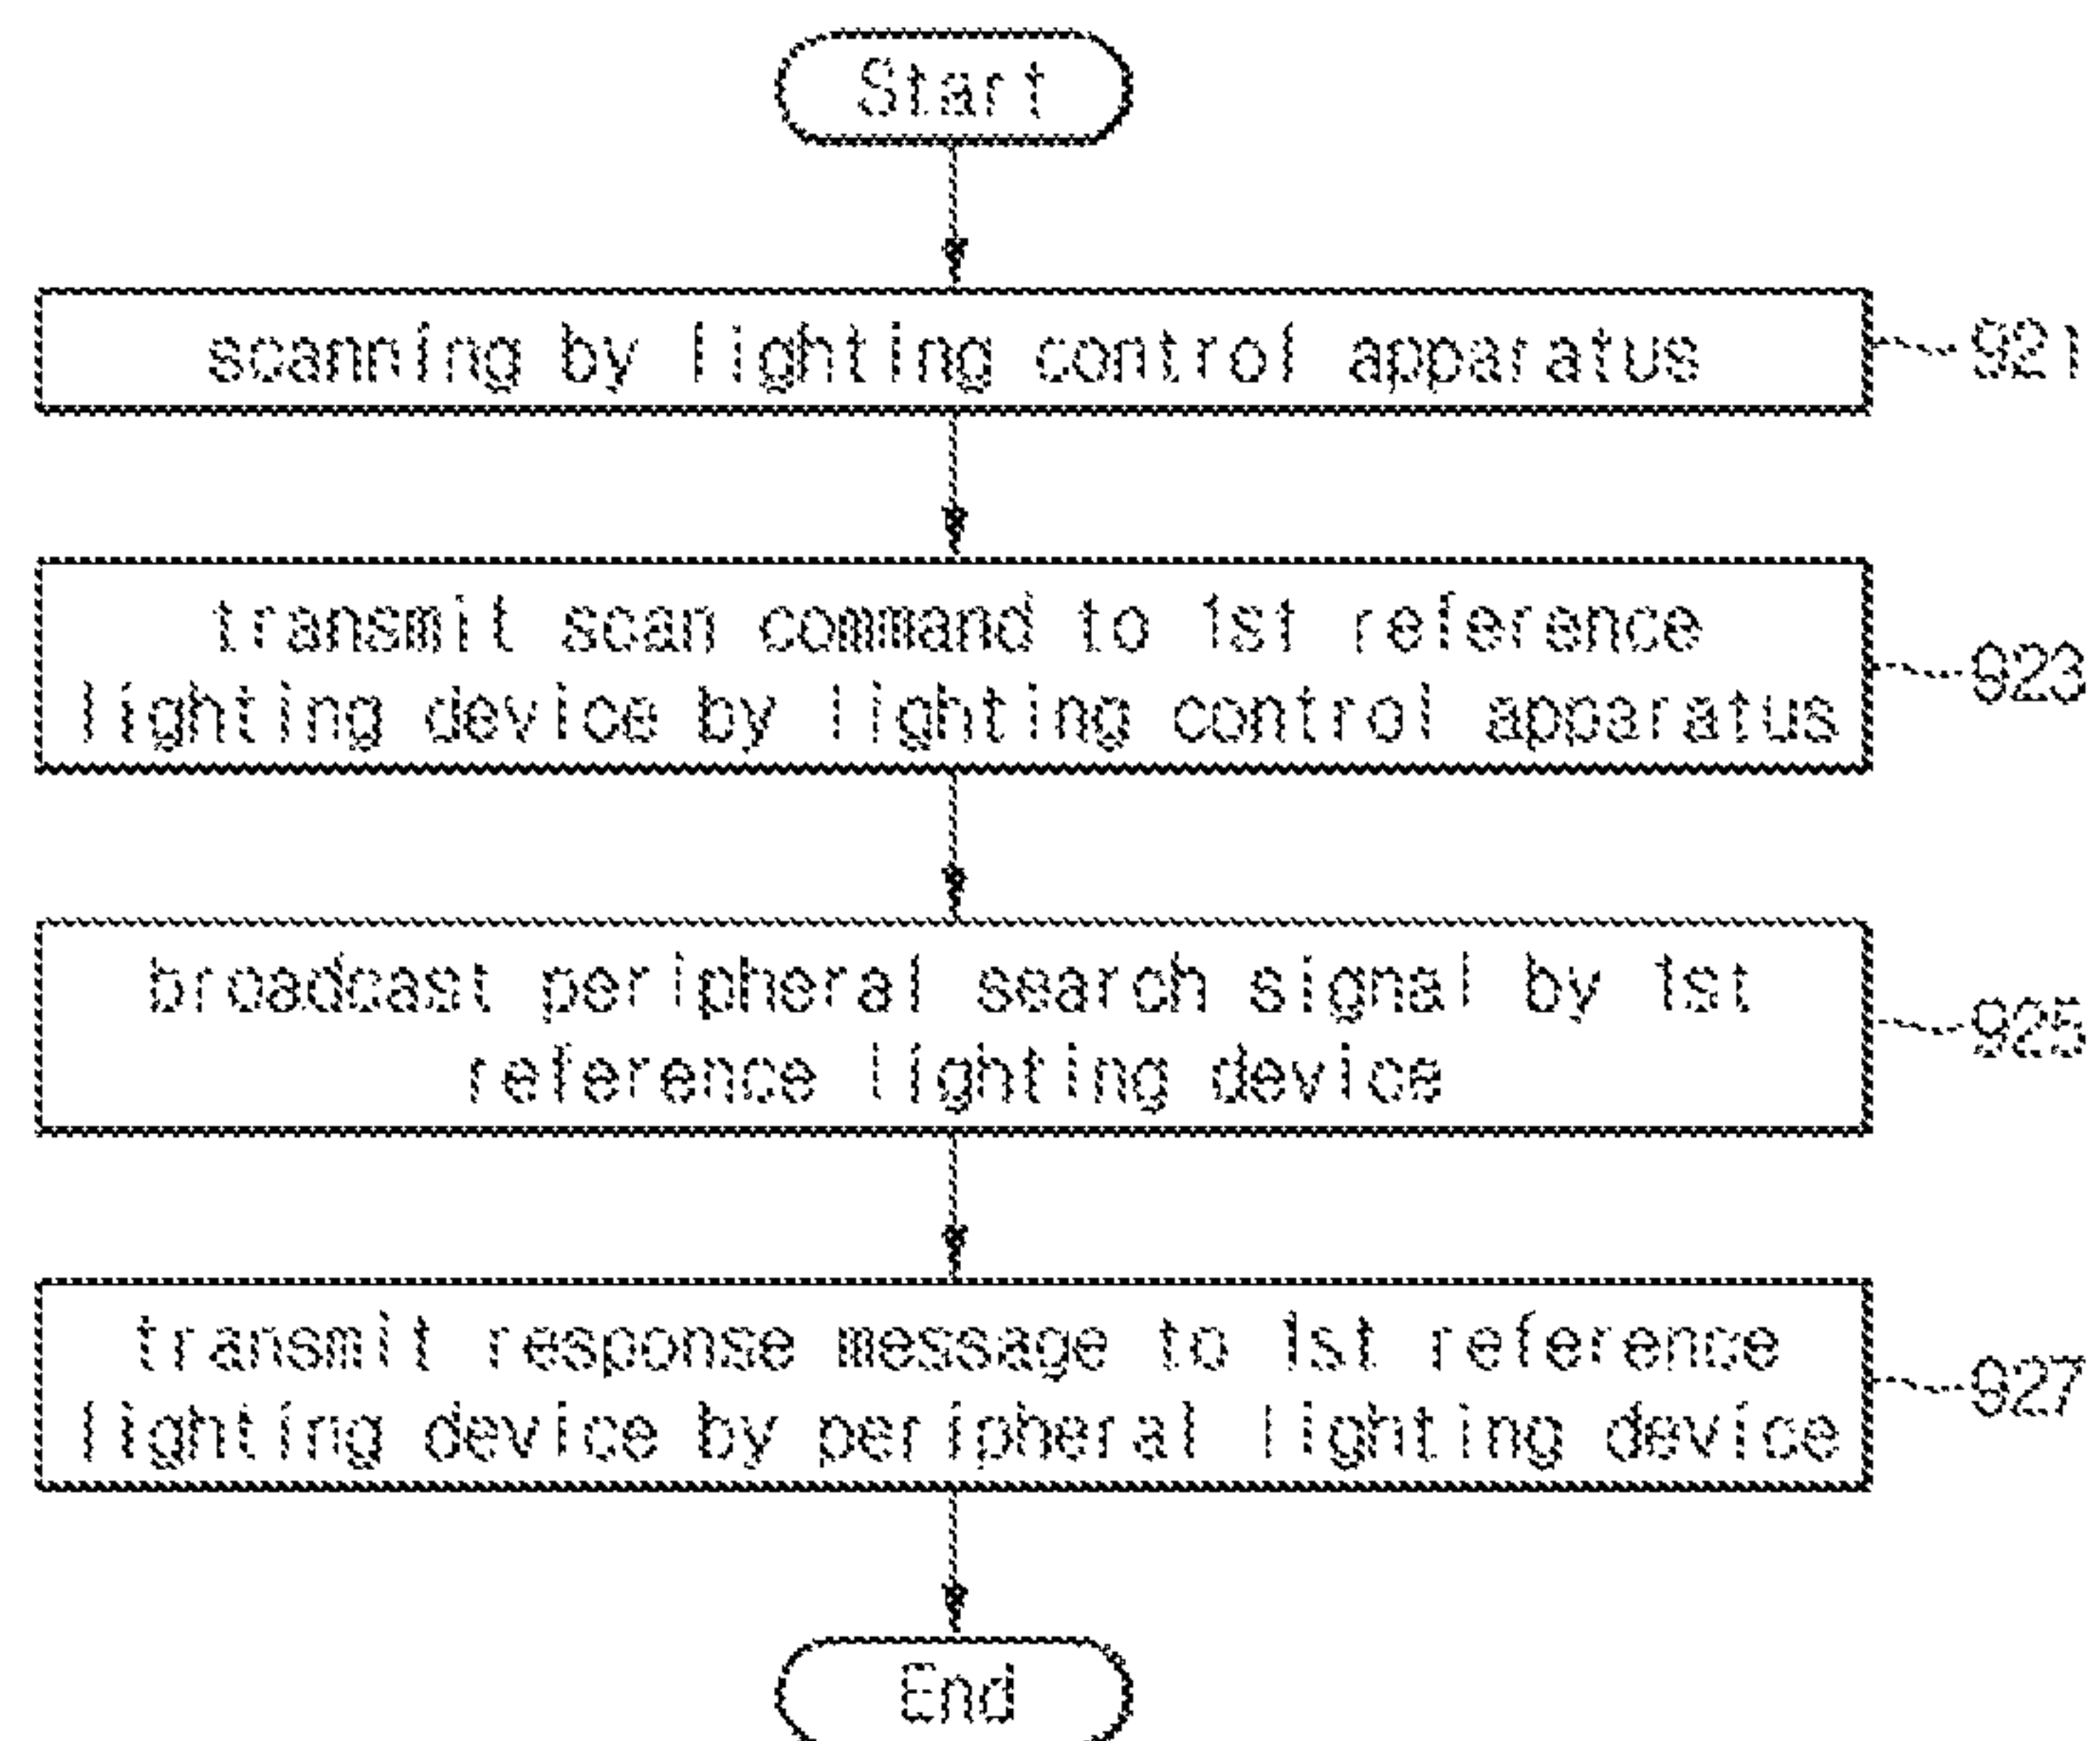 Start
scanning by lighting control apparatus
921
transmit scan command to 1st reference
lighting device by lighting control apparatus
923
broadcast peripheral search signal by 1st
reference lighting device
925
transmit response message to 1st reference
lighting device by peripheral lighting device
927
End